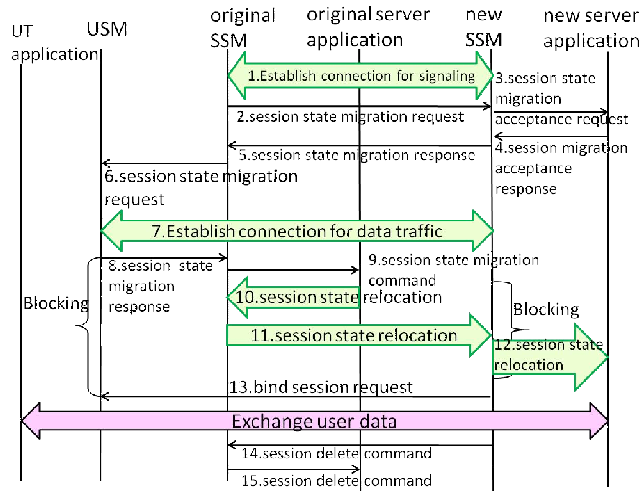 UT
application
USM
original
SSM
original server
application
new
SSM
new server
application
1.Establish connection for signaling
2.session state migration request
3.session state
migration
acceptance request
4.session migration
acceptance
response
5.session state migration response
6.session state migration
request
7.Establish connection for data traffic
8.session state
migration
response
9.session state migration
command
Blocking
10.session state relocation
Blocking
11.session state relocation
12.session state
relocation
13.bind session request
Exchange user data
14.session delete command
15.session delete command